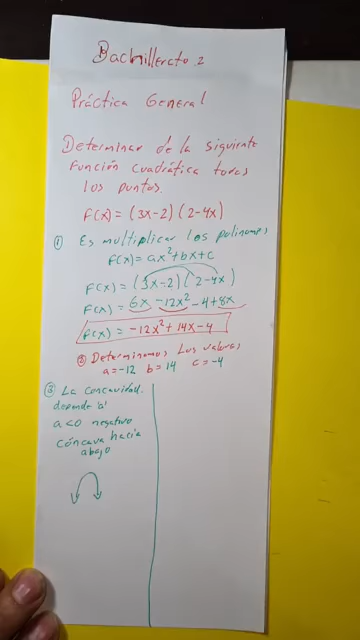 Bachillerato 2
Práctica General
Determinar de la siguiente
función cuadrática todos
los puntos.
F(x) = (3x-2)(2-4x)
① Es multiplicar los polinomios
F(x) = ax²+bx+c
F(x) = (3x-2)(2-4x)
F(x) = 6x -12x² -4+8x
F(x) = -12x²+14x-4
② Determinamos los valores
a=-12 b=14 c=-4
③ La concavidad.
depende 'a'
a<0 negativo
cóncava hacia
abajo